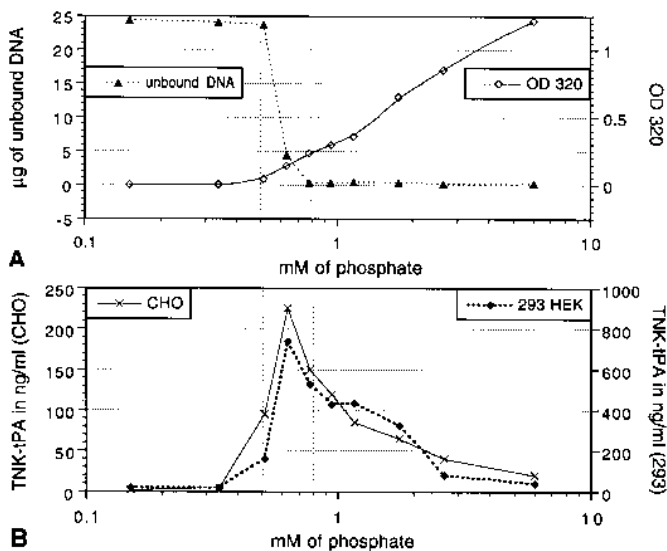 25
20
15
10
5
0
-5
µg of unbound DNA
unbound DNA
OD 320
1
0.5
0
OD 320
0.1
1
10
mM of phosphate
A
250
200
150
100
50
0
TNK-tPA in ng/ml (CHO)
CHO
293 HEK
1000
800
600
400
200
0
TNK-tPA in ng/ml (293)
0.1
1
10
mM of phosphate
B